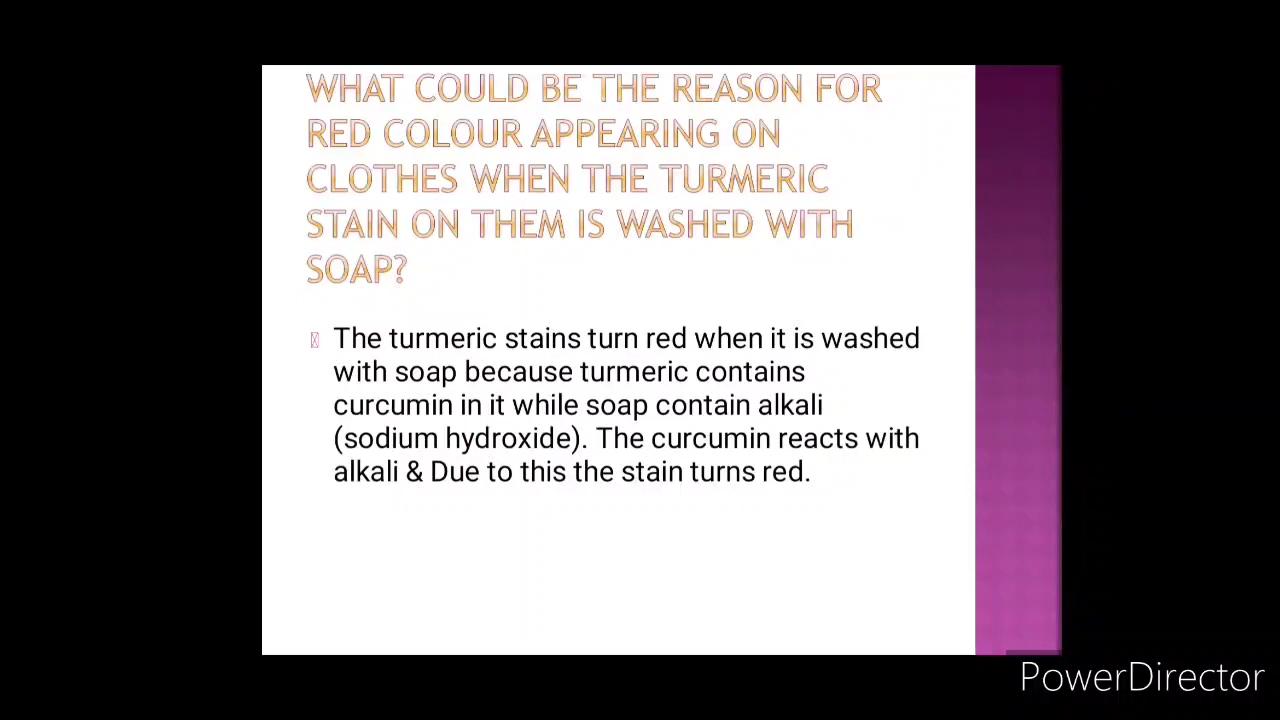 WHAT COULD BE THE REASON FOR
RED COLOUR APPEARING ON
CLOTHES WHEN THE TURMERIC
STAIN ON THEM IS WASHED WITH
SOAP?
The turmeric stains turn red when it is washed
with soap because turmeric contains
curcumin in it while soap contain alkali
(sodium hydroxide). The curcumin reacts with
alkali & Due to this the stain turns red.
PowerDirector